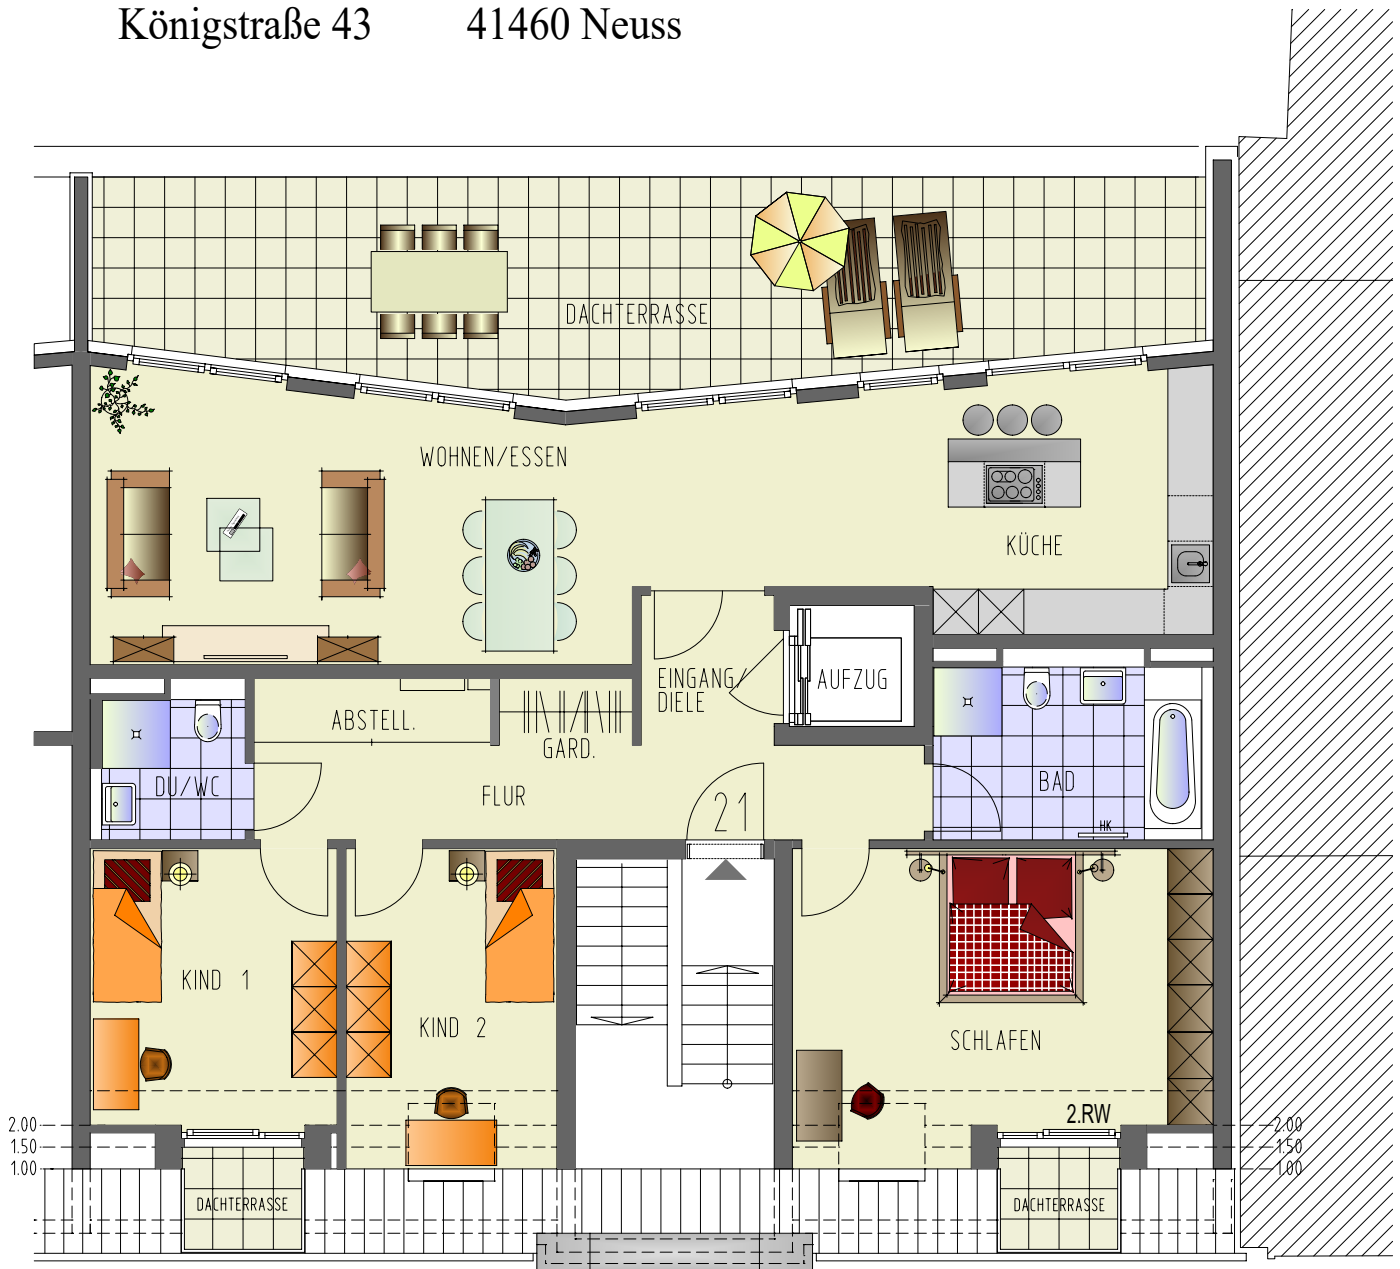 Königstraße 43 41460 Neuss
DACHTERRASSE
WOHNEN/ESSEN
KÜCHE
EINGANG/
DIELE
AUFZUG
ABSTELL.
GARD.
DU/WC
FLUR
21
BAD
HK
KIND 1
KIND 2
SCHLAFEN
2.RW
2.00
1.50
1.00
2.00
1.50
1.00
DACHTERRASSE
DACHTERRASSE